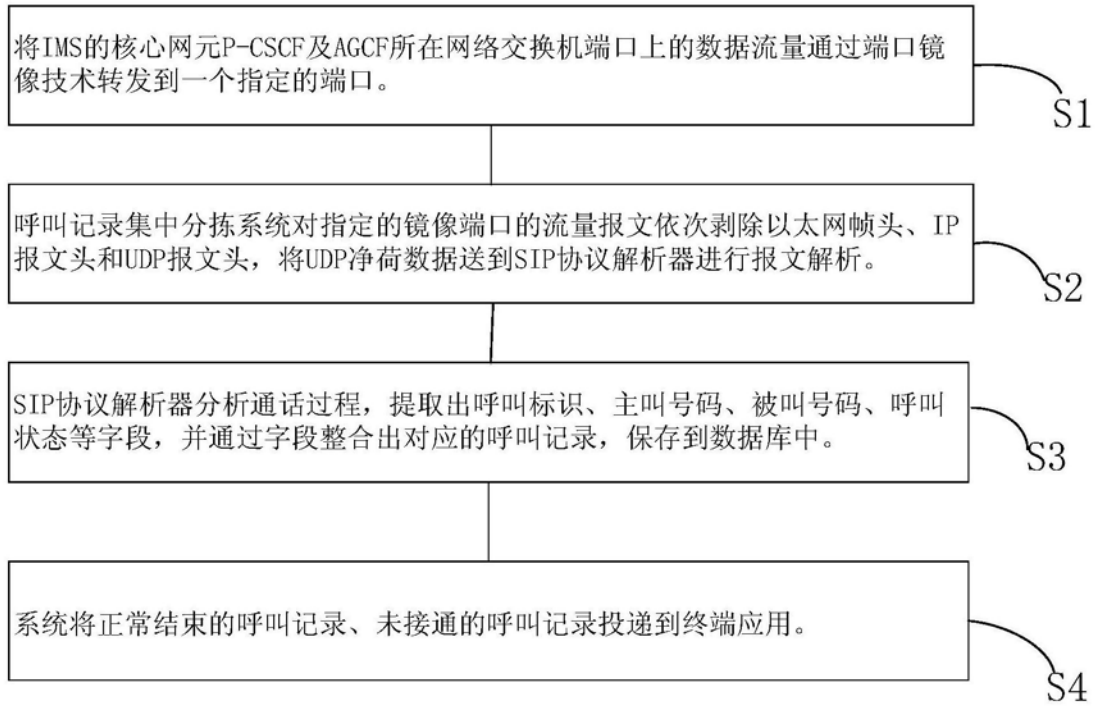 将IMS的核心网元P-CSCF及AGCF所在网络交换机端口上的数据流量通过端口镜
像技术转发到一个指定的端口。
S1
呼叫记录集中分拣系统对指定的镜像端口的流量报文依次剥除以太网帧头、IP
报文头和UDP报文头，将UDP净荷数据送到SIP协议解析器进行报文解析。
S2
SIP协议解析器分析通话过程，提取出呼叫标识、主叫号码、被叫号码、呼叫
状态等字段，并通过字段整合出对应的呼叫记录，保存到数据库中。
S3
系统将正常结束的呼叫记录、未接通的呼叫记录投递到终端应用。
S4